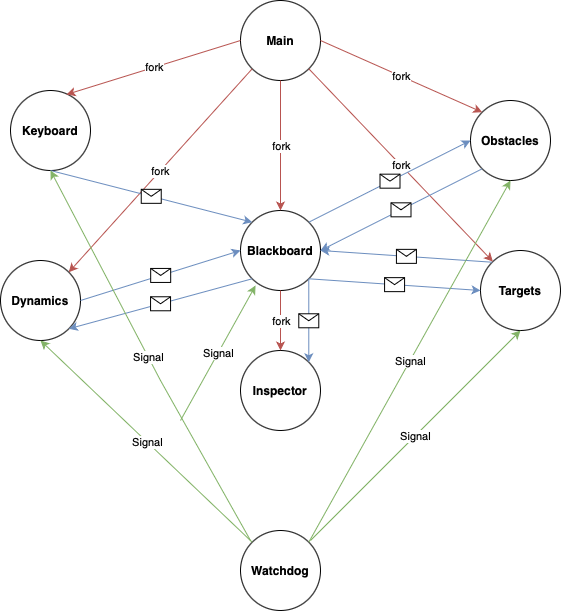 Main
fork
fork
Keyboard
Obstacles
fork
fork
fork
Blackboard
Dynamics
Targets
fork
Signal
Signal
Signal
Inspector
Signal
Signal
Watchdog